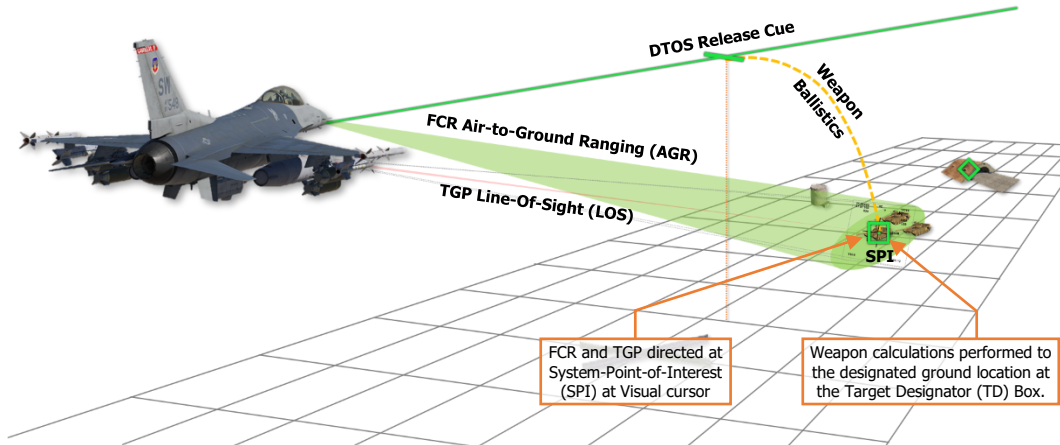 DTOS Release Cue
Weapon
Ballistics
FCR Air-to-Ground Ranging (AGR)
TGP Line-Of-Sight (LOS)
SPI
SW
FCR and TGP directed at
System-Point-of-Interest
(SPI) at Visual cursor
Weapon calculations performed to
the designated ground location at
the Target Designator (TD) Box.